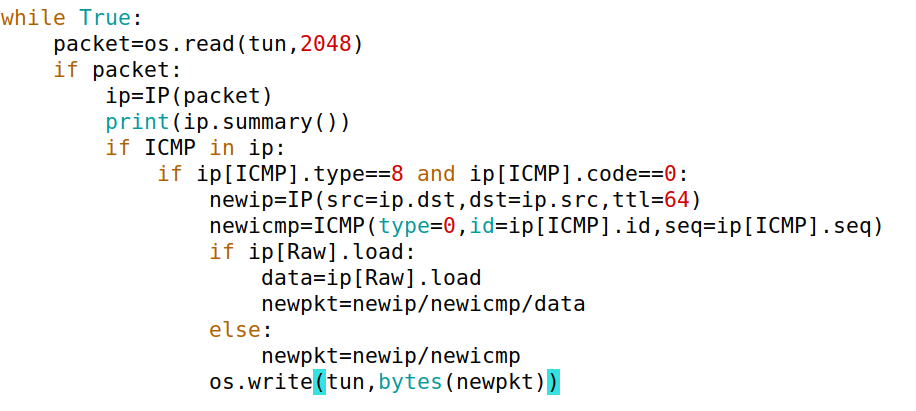 while True:
    packet=os.read(tun,2048)
    if packet:
        ip=IP(packet)
        print(ip.summary())
        if ICMP in ip:
            if ip[ICMP].type==8 and ip[ICMP].code==0:
                newip=IP(src=ip.dst,dst=ip.src,ttl=64)
                newicmp=ICMP(type=0,id=ip[ICMP].id,seq=ip[ICMP].seq)
                if ip[Raw].load:
                    data=ip[Raw].load
                    newpkt=newip/newicmp/data
                else:
                    newpkt=newip/newicmp
                os.write(tun,bytes(newpkt))